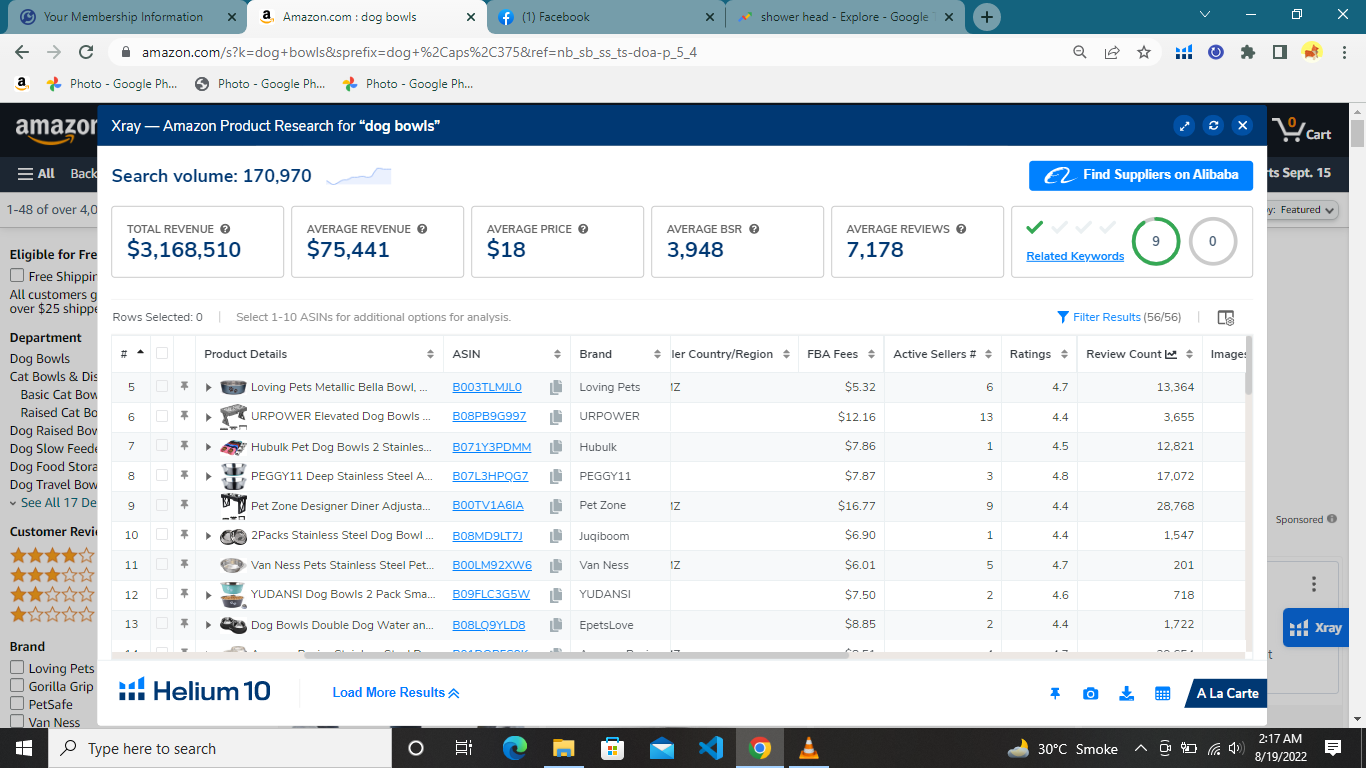 Your Membership Information
Amazon.com : dog bowls
(1) Facebook
shower head - Explore - Google
amazon.com/s?k=dog+bowls&sprefix=dog+%2Caps%2C375&ref=nb_sb_ss_ts-doa-p_5_4
Photo - Google Ph...
Photo - Google Ph...
Photo - Google Ph...
amazon
0
Cart
All
Back
rts Sept. 15
1-48 of over 4,0
y: Featured
Xray — Amazon Product Research for “dog bowls”
Search volume: 170,970
Find Suppliers on Alibaba
TOTAL REVENUE
$3,168,510
AVERAGE REVENUE
$75,441
AVERAGE PRICE
$18
AVERAGE BSR
3,948
AVERAGE REVIEWS
7,178
Related Keywords
9
0
Rows Selected: 0
Select 1-10 ASINs for additional options for analysis.
Filter Results (56/56)
# Product Details ASIN Brand ler Country/Region FBA Fees Active Sellers # Ratings Review Count Images
5 Loving Pets Metallic Bella Bowl, ... B003TLMJL0 Loving Pets MZ $5.32 6 4.7 13,364
6 URPOWER Elevated Dog Bowls ... B08PB9G997 URPOWER $12.16 13 4.4 3,655
7 Hubulk Pet Dog Bowls 2 Stainles... B071Y3PDMM Hubulk $7.86 1 4.5 12,821
8 PEGGY11 Deep Stainless Steel A... B07L3HPQG7 PEGGY11 $7.87 3 4.8 17,072
9 Pet Zone Designer Diner Adjusta... B00TV1A6IA Pet Zone MZ $16.77 9 4.4 28,768
10 2Packs Stainless Steel Dog Bowl ... B08MD9LT7J Juqiboom $6.90 1 4.4 1,547
11 Van Ness Pets Stainless Steel Pet... B00LM92XW6 Van Ness MZ $6.01 5 4.7 201
12 YUDANSI Dog Bowls 2 Pack Sma... B09FLC3G5W YUDANSI $7.50 2 4.6 718
13 Dog Bowls Double Dog Water an... B08LQ9YLD8 EpetsLove $8.85 2 4.4 1,722
Helium 10
Load More Results
A La Carte
Eligible for Fre
Free Shippin
All customers g
over $25 shippe
Department
Dog Bowls
Cat Bowls & Dis
Basic Cat Bow
Raised Cat Bo
Dog Raised Bow
Dog Slow Feede
Dog Food Stora
Dog Travel Bow
See All 17 De
Customer Revie
Brand
Loving Pets
Gorilla Grip
PetSafe
Van Ness
Sponsored
Xray
Type here to search
30°C Smoke
2:17 AM
8/19/2022